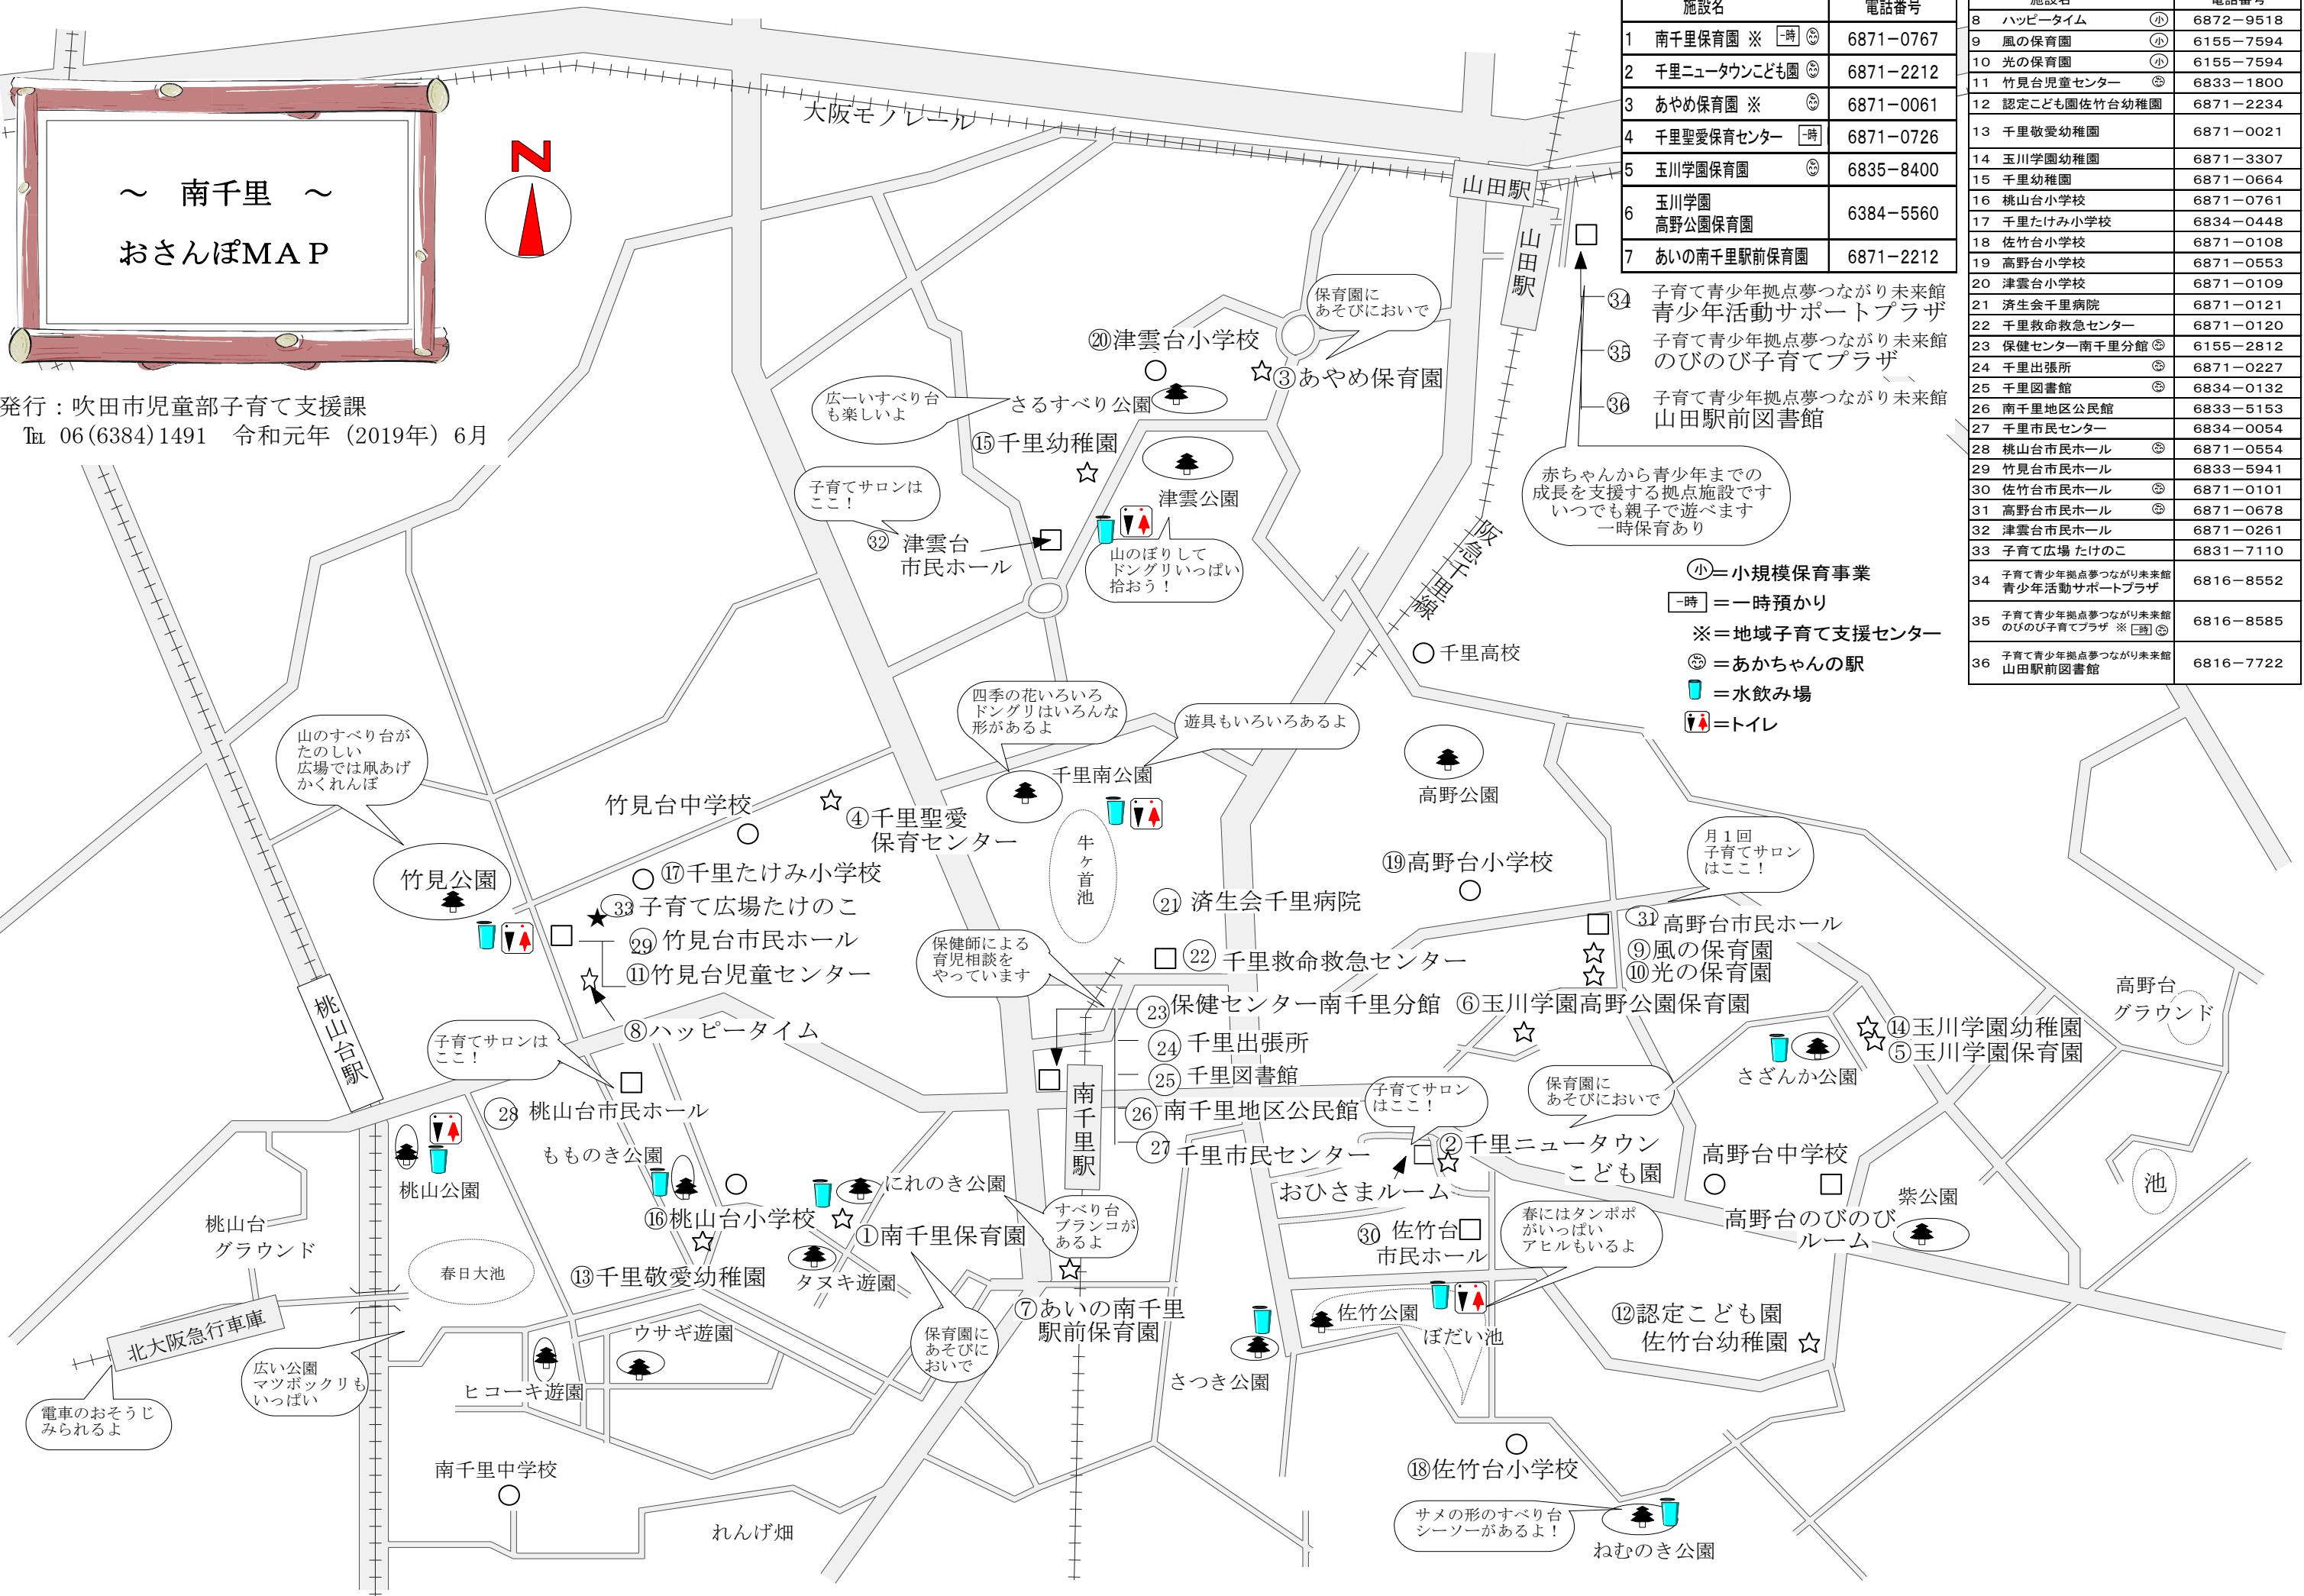 ～　南千里　～
おさんぽMAP
N
発行：吹田市児童部子育て支援課
℡ 06(6384)1491　令和元年（2019年）6月
施設名　電話番号
1　南千里保育園 ※ 一時　6871－0767
2　千里ニュータウンこども園　6871－2212
3　あやめ保育園 ※　6871－0061
4　千里聖愛保育センター 一時　6871－0726
5　玉川学園保育園　6835－8400
6　玉川学園
高野公園保育園　6384－5560
7　あいの南千里駅前保育園　6871－2212
施設名　電話番号
8　ハッピータイム 小　6872－9518
9　風の保育園 小　6155－7594
10　光の保育園 小　6155－7594
11　竹見台児童センター　6833－1800
12　認定こども園佐竹台幼稚園　6871－2234
13　千里敬愛幼稚園　6871－0021
14　玉川学園幼稚園　6871－3307
15　千里幼稚園　6871－0664
16　桃山台小学校　6871－0761
17　千里たけみ小学校　6834－0448
18　佐竹台小学校　6871－0108
19　高野台小学校　6871－0553
20　津雲台小学校　6871－0109
21　済生会千里病院　6871－0121
22　千里救命救急センター　6871－0120
23　保健センター南千里分館　6155－2812
24　千里出張所　6871－0227
25　千里図書館　6834－0132
26　南千里地区公民館　6833－5153
27　千里市民センター　6834－0054
28　桃山台市民ホール　6871－0554
29　竹見台市民ホール　6833－5941
30　佐竹台市民ホール　6871－0101
31　高野台市民ホール　6871－0678
32　津雲台市民ホール　6871－0261
33　子育て広場 たけのこ　6831－7110
34　子育て青少年拠点夢つながり未来館
青少年活動サポートプラザ　6816－8552
35　子育て青少年拠点夢つながり未来館
のびのび子育てプラザ ※ 一時　6816－8585
36　子育て青少年拠点夢つながり未来館
山田駅前図書館　6816－7722
大阪モノレール
山田駅
山田駅
㉞ 子育て青少年拠点夢つながり未来館
青少年活動サポートプラザ
㉟ 子育て青少年拠点夢つながり未来館
のびのび子育てプラザ
㊱ 子育て青少年拠点夢つながり未来館
山田駅前図書館
赤ちゃんから青少年までの
成長を支援する拠点施設です
いつでも親子で遊べます
一時保育あり
小＝小規模保育事業
一時＝一時預かり
※＝地域子育て支援センター
＝あかちゃんの駅
＝水飲み場
＝トイレ
保育園に
あそびにおいで
⑳津雲台小学校
③あやめ保育園
広ーいすべり台
も楽しいよ
さるすべり公園
⑮千里幼稚園
津雲公園
子育てサロンは
ここ！
㉜ 津雲台
市民ホール
山のぼりして
ドングリいっぱい
拾おう！
阪急千里線
千里高校
四季の花いろいろ
ドングリはいろんな
形があるよ
遊具もいろいろあるよ
千里南公園
高野公園
山のすべり台が
たのしい
広場では凧あげ
かくれんぼ
竹見台中学校
④千里聖愛
保育センター
牛ヶ首池
竹見公園
⑰千里たけみ小学校
㉝子育て広場たけのこ
㉙竹見台市民ホール
⑪竹見台児童センター
⑧ハッピータイム
㉑ 済生会千里病院
㉒ 千里救命救急センター
⑲高野台小学校
月１回
子育てサロン
はここ！
㉛高野台市民ホール
⑨風の保育園
⑩光の保育園
⑥玉川学園高野公園保育園
保健師による
育児相談を
やっています
㉓保健センター南千里分館
㉔ 千里出張所
㉕ 千里図書館
㉖ 南千里地区公民館
㉗ 千里市民センター
南千里駅
高野台
グラウンド
⑭玉川学園幼稚園
⑤玉川学園保育園
さざんか公園
桃山台駅
子育てサロンは
ここ！
㉘ 桃山台市民ホール
もものき公園
桃山公園
桃山台
グラウンド
春日大池
⑯桃山台小学校
にれのき公園
①南千里保育園
⑬千里敬愛幼稚園
タヌキ遊園
すべり台
ブランコが
あるよ
子育てサロン
はここ！
保育園に
あそびにおいで
②千里ニュータウン
こども園
おひさまルーム
㉚ 佐竹台
市民ホール
春にはタンポポ
がいっぱい
アヒルもいるよ
高野台中学校
高野台のびのび
ルーム
紫公園
池
北大阪急行車庫
電車のおそうじ
みられるよ
広い公園
マツボックリも
いっぱい
ウサギ遊園
ヒコーキ遊園
保育園に
あそびに
おいで
⑦あいの南千里
駅前保育園
さつき公園
佐竹公園
ぼだい池
⑫認定こども園
佐竹台幼稚園
南千里中学校
れんげ畑
⑱佐竹台小学校
サメの形のすべり台
シーソーがあるよ！
ねむのき公園